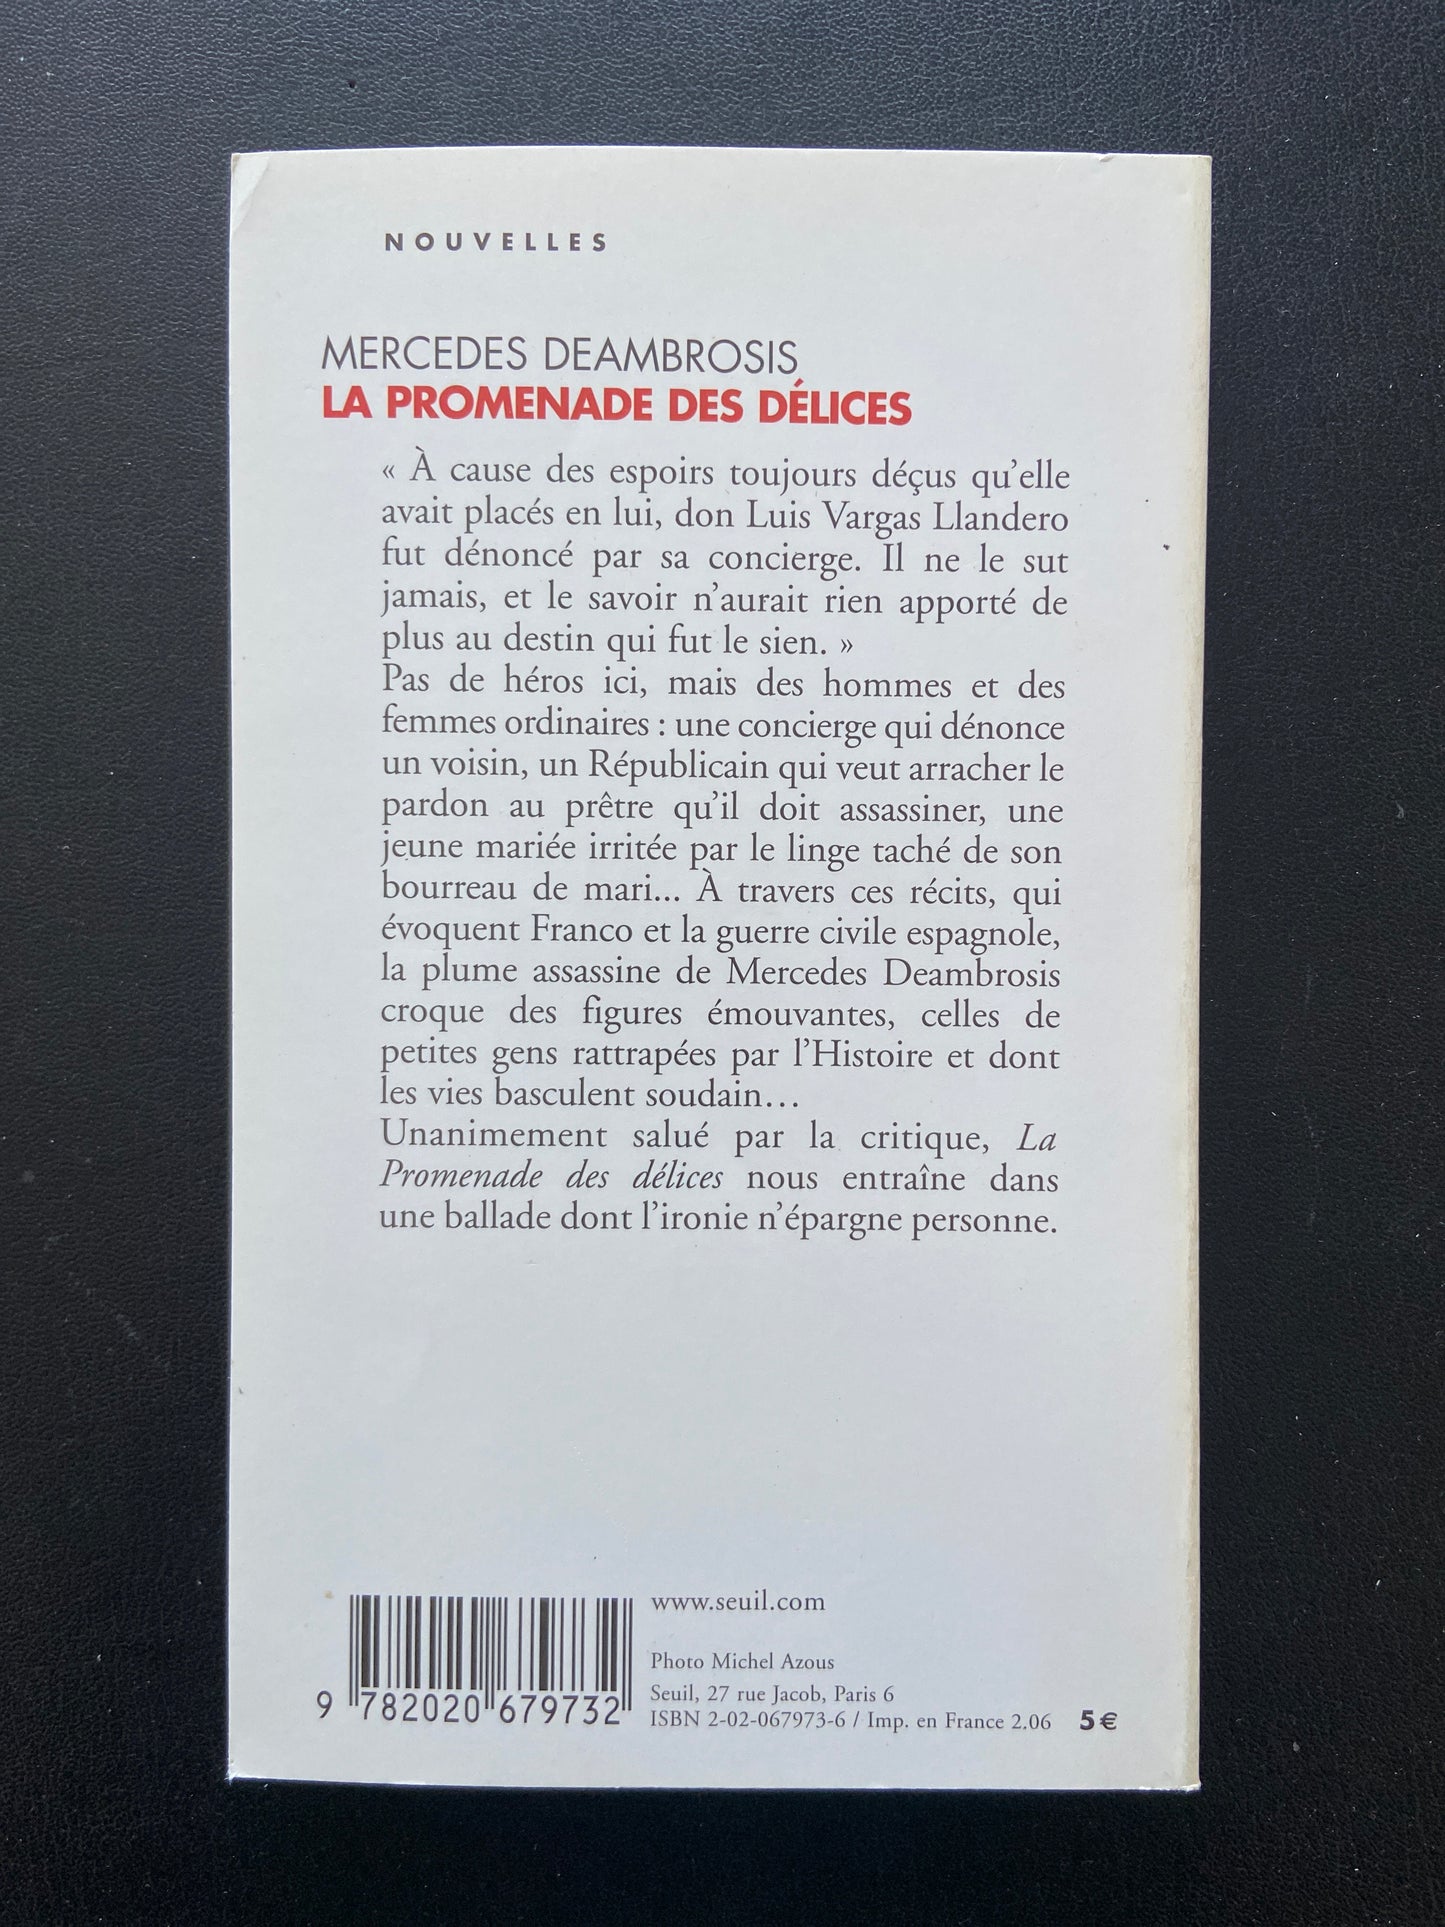 NOUVELLES
MERCEDES DEAMBROSIS
LA PROMENADE DES DÉLICES
« À cause des espoirs toujours déçus qu'elle
avait placés en lui, don Luis Vargas Llandero
fut dénoncé par sa concierge. Il ne le sut
jamais, et le savoir n'aurait rien apporté de
plus au destin qui fut le sien. »
Pas de héros ici, mais des hommes et des
femmes ordinaires : une concierge qui dénonce
un voisin, un Républicain qui veut arracher le
pardon au prêtre qu'il doit assassiner, une
jeune mariée irritée par le linge taché de son
bourreau de mari... À travers ces récits, qui
évoquent Franco et la guerre civile espagnole,
la plume assassine de Mercedes Deambrosis
croque des figures émouvantes, celles de
petites gens rattrapées par l'Histoire et dont
les vies basculent soudain…
Unanimement salué par la critique, La
Promenade des délices nous entraîne dans
une ballade dont l'ironie n'épargne personne.
www.seuil.com
Photo Michel Azous
Seuil, 27 rue Jacob, Paris 6
ISBN 2-02-067973-6 / Imp. en France 2.06 5€
9 782020 679732